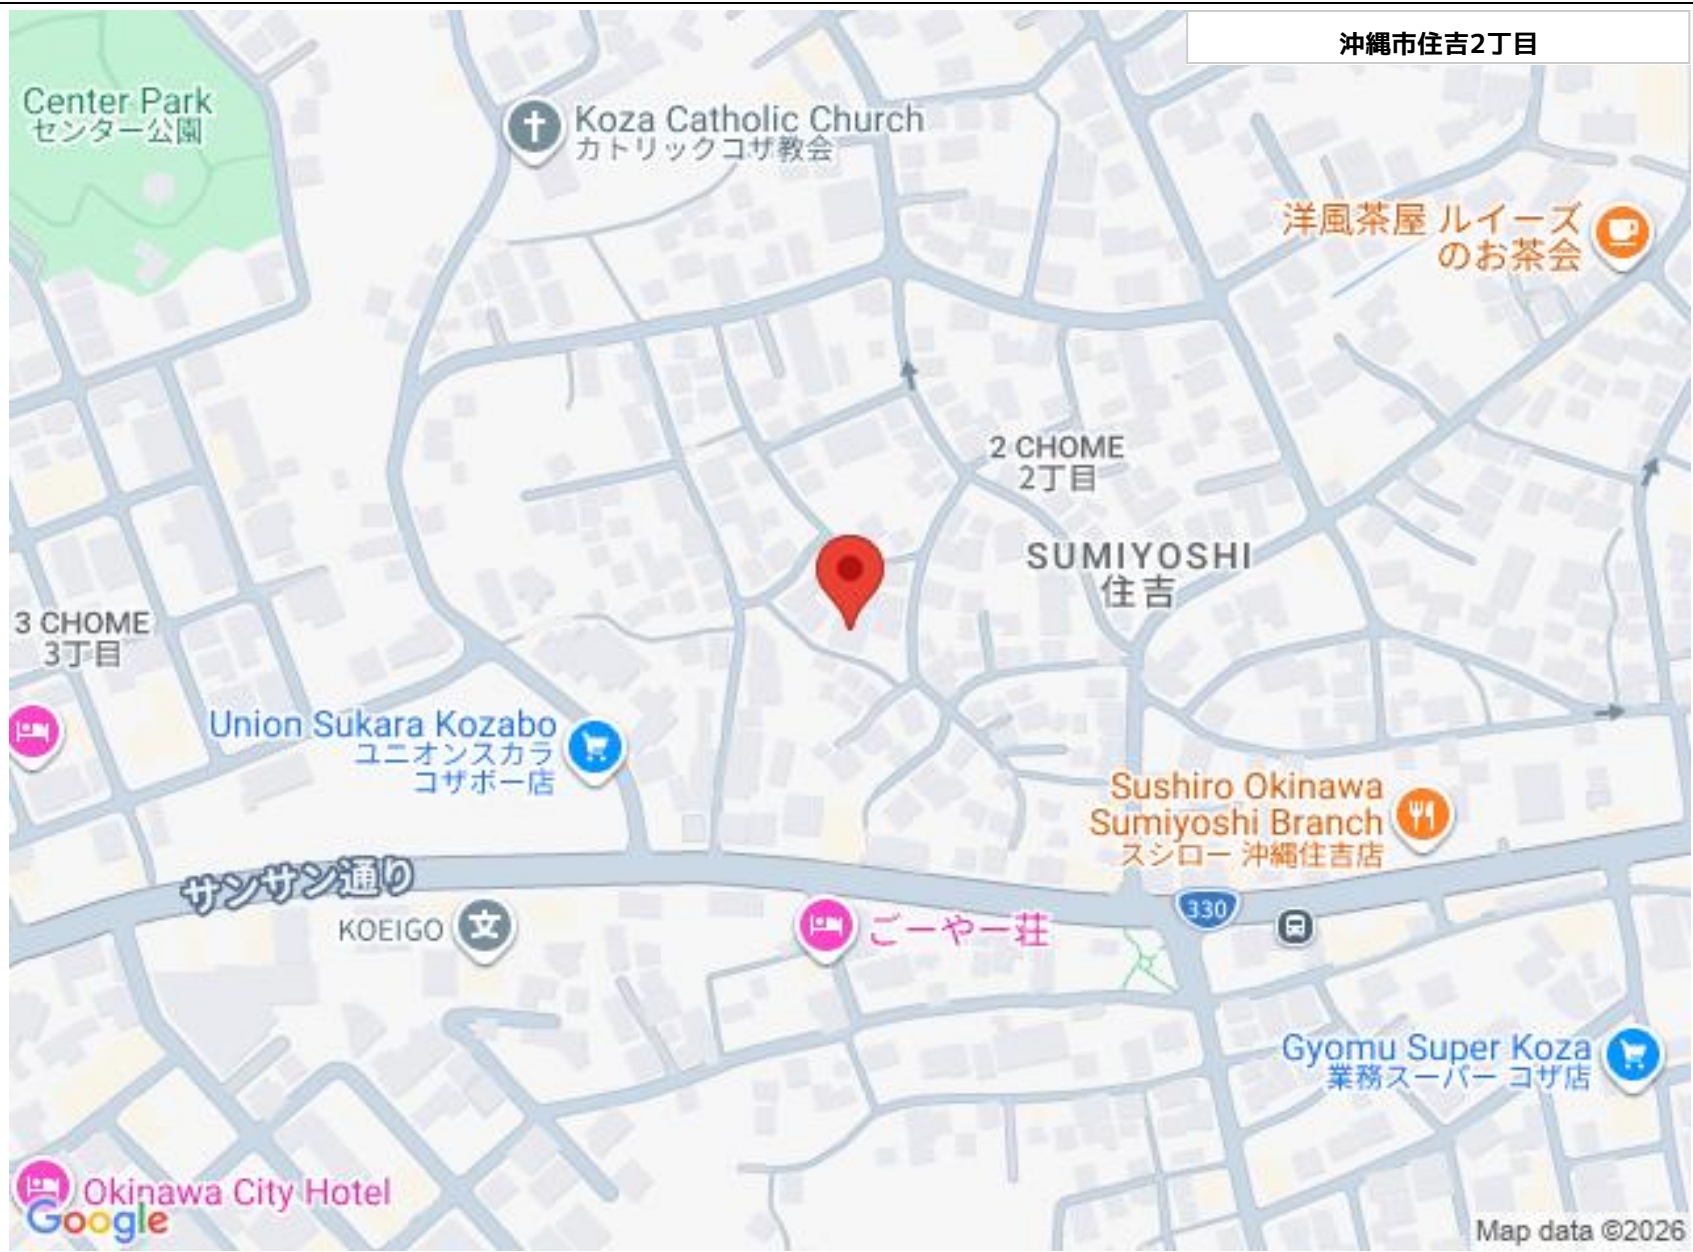 沖縄市住吉2丁目
Center Park
センター公園
Koza Catholic Church
カトリックコザ教会
洋風茶屋 ルイーズ
のお茶会
2 CHOME
2丁目
SUMIYOSHI
住吉
3 CHOME
3丁目
Union Sukara Kozabo
ユニオンスカラ
コザボー店
Sushiro Okinawa
Sumiyoshi Branch
スシロー 沖縄住吉店
サンサン通り
330
KOEIGO
文
ごーやー荘
Gyomu Super Koza
業務スーパー コザ店
Okinawa City Hotel
Google
Map data ©2026